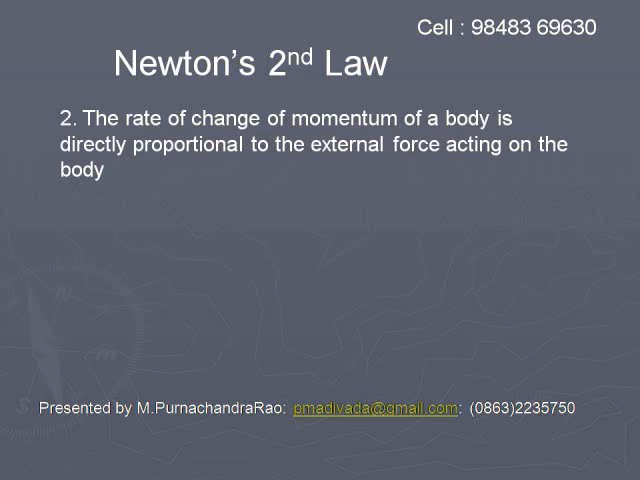 Cell : 98483 69630
Newton's 2nd Law
2. The rate of change of momentum of a body is
directly proportional to the external force acting on the
body
Presented by M.PurnachandraRao: pmadivada@gmail.com: (0863)2235750